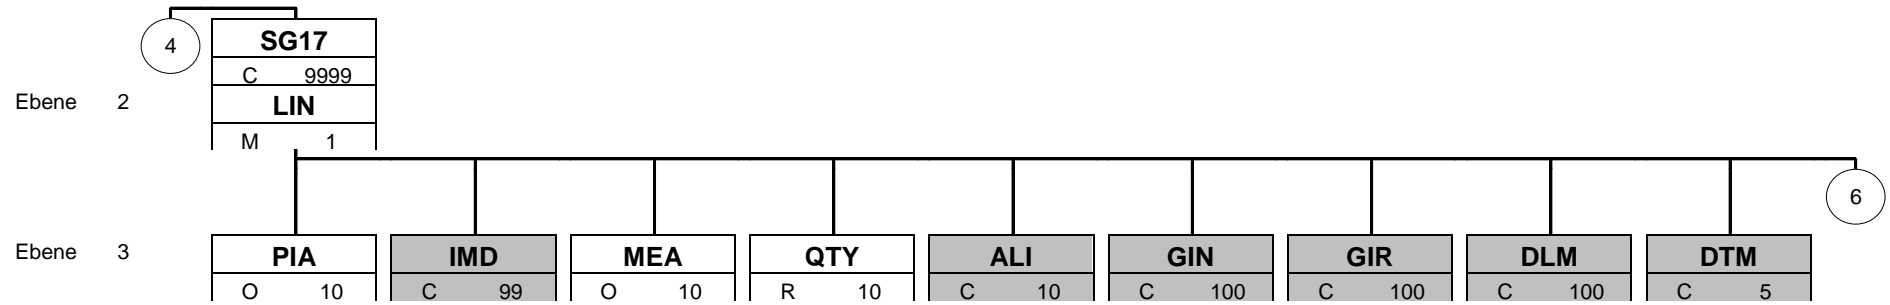 4
SG17
C 9999
Ebene 2
LIN
M 1
6
Ebene 3
PIA IMD MEA QTY ALI GIN GIR DLM DTM
O 10 C 99 O 10 R 10 C 10 C 100 C 100 C 100 C 5